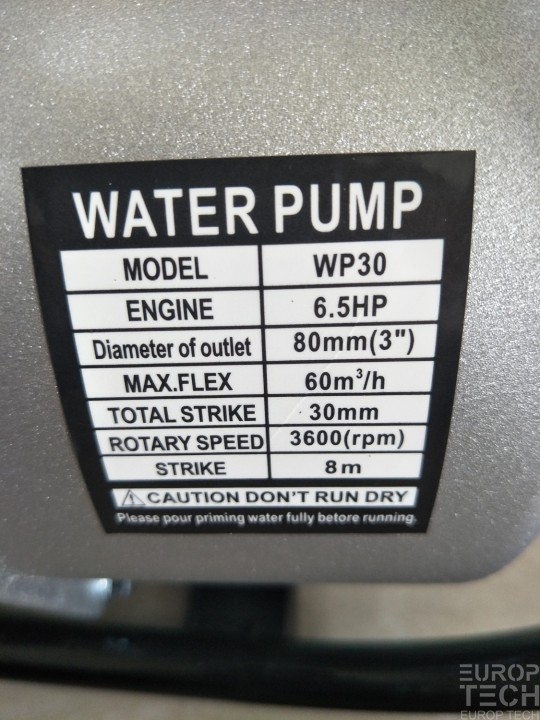 WATER PUMP
MODEL WP30
ENGINE 6.5HP
Diameter of outlet 80mm(3")
MAX.FLEX 60m³/h
TOTAL STRIKE 30mm
ROTARY SPEED 3600(rpm)
STRIKE 8m
CAUTION DON'T RUN DRY
Please pour priming water fully before running.
EUROP
TECH
EUROP TECH